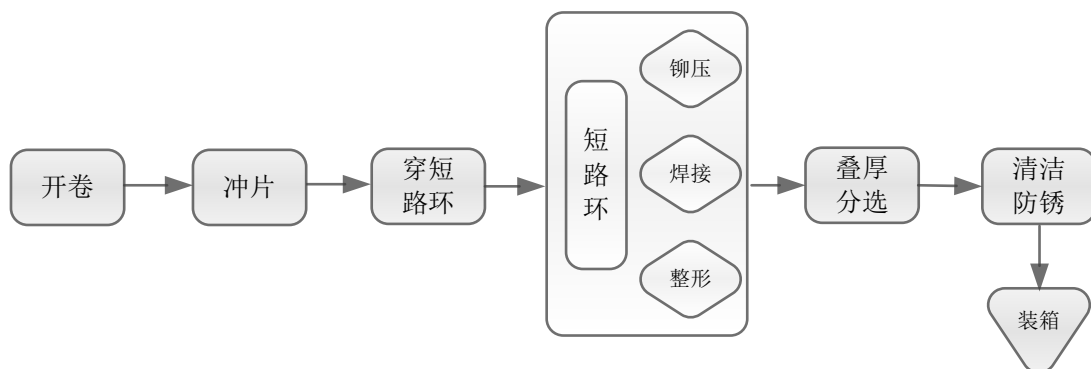 开卷
冲片
穿短
路环
短
路
环
铆压
焊接
整形
叠厚
分选
清洁
防锈
装箱